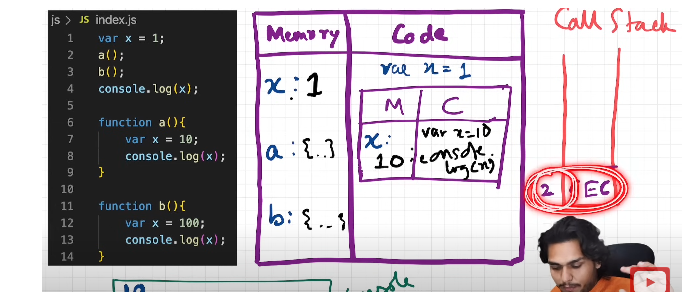 js > JS index.js
1 var x = 1;
2 a();
3 b();
4 console.log(x);
5
6 function a(){
7 var x = 10;
8 console.log(x);
9 }
10
11 function b(){
12 var x = 100;
13 console.log(x);
14 }
Memory Code
x : 1
a : {..}
b : {...}
var x = 1
M C
x:
10:
var x=10
console.
log(x)
Call Stack
2 EC
10
console